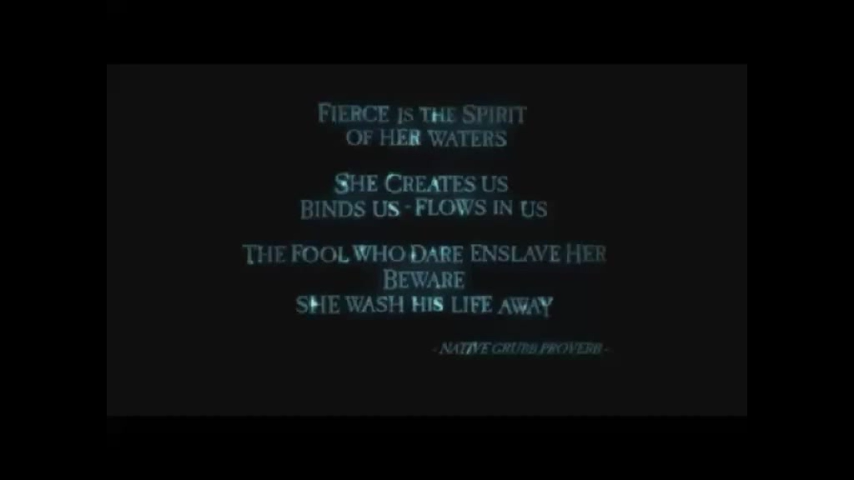 FIERCE IS THE SPIRIT
OF HER WATERS
SHE CREATES US
BINDS US - FLOWS IN US
THE FOOL WHO DARE ENSLAVE HER
BEWARE
SHE WASH HIS LIFE AWAY
- NATIVE GRUBB PROVERB -